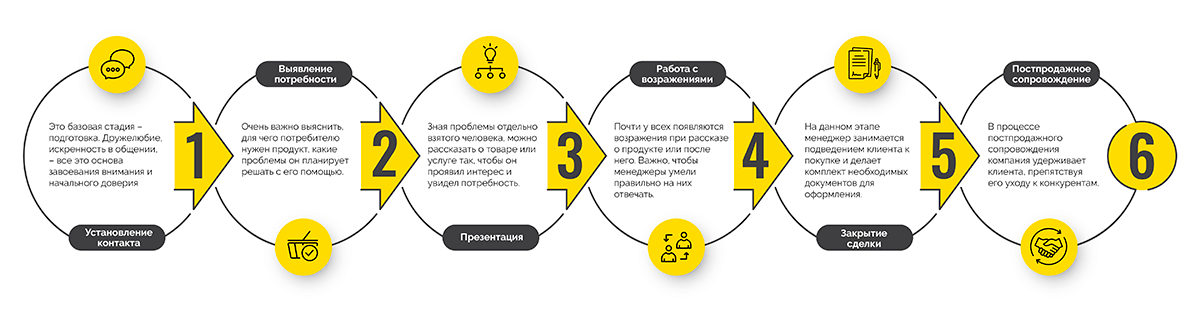 Это базовая стадия –
подготовка. Дружелюбие,
искренность в общении,
– все это основа
завоевания внимания и
начального доверия
1
Установление
контакта
Выявление
потребности
Очень важно выяснить,
для чего потребителю
нужен продукт, какие
проблемы он планирует
решать с его помощью.
2
Зная проблемы отдельно
взятого человека, можно
рассказать о товаре или
услуге так, чтобы он
проявил интерес и
увидел потребность.
3
Презентация
Работа с
возражениями
Почти у всех появляются
возражения при рассказе
о продукте или после
него. Важно, чтобы
менеджеры умели
правильно на них
отвечать.
4
На данном этапе
менеджер занимается
подведением клиента к
покупке и делает
комплект необходимых
документов для
оформления.
5
Закрытие
сделки
Постпродажное
сопровождение
В процессе
постпродажного
сопровождения
компания удерживает
клиента, препятствуя
его уходу к конкурентам.
6